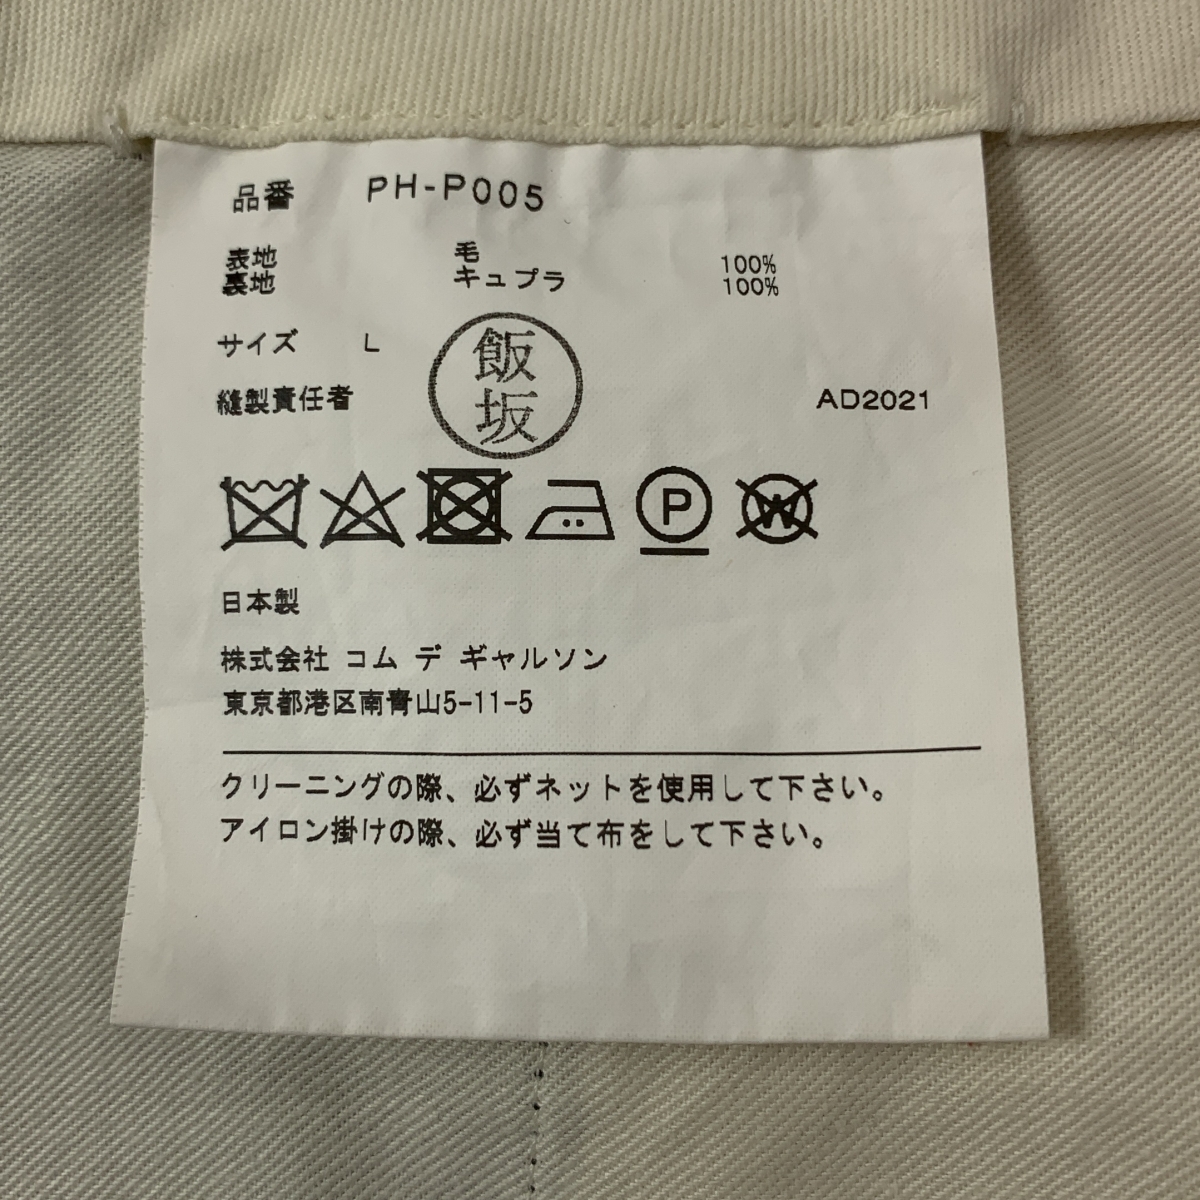 品番 PH-P005
表地 毛 100%
裏地 キュプラ 100%
サイズ L
飯坂
縫製責任者 AD2021
P
W
日本製
株式会社 コム デ ギャルソン
東京都港区南青山5-11-5
クリーニングの際、必ずネットを使用して下さい。
アイロン掛けの際、必ず当て布をして下さい。